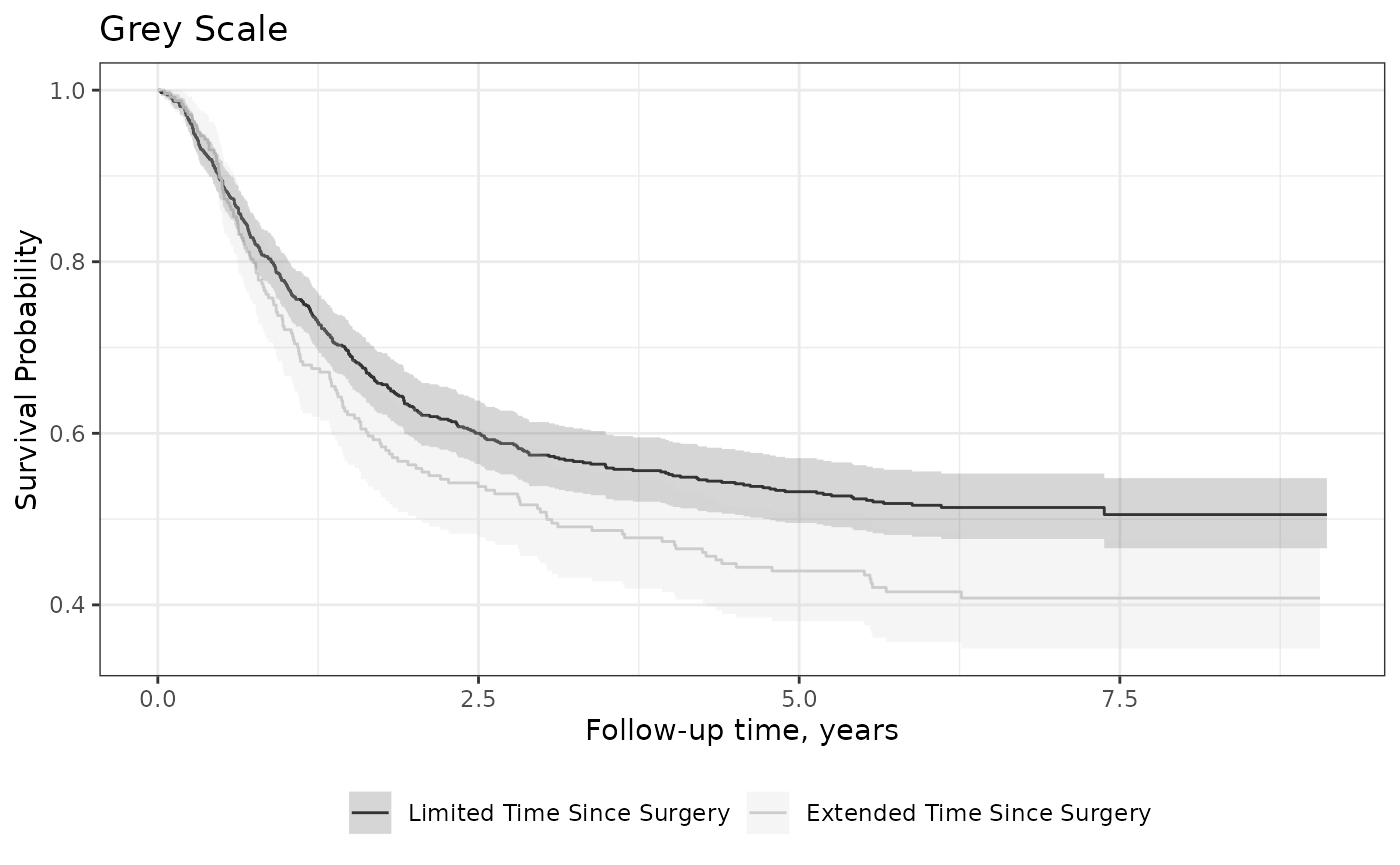 Grey Scale
1.0
0.8
0.6
0.4
Survival Probability
0.0 2.5 5.0 7.5
Follow-up time, years
Limited Time Since Surgery Extended Time Since Surgery